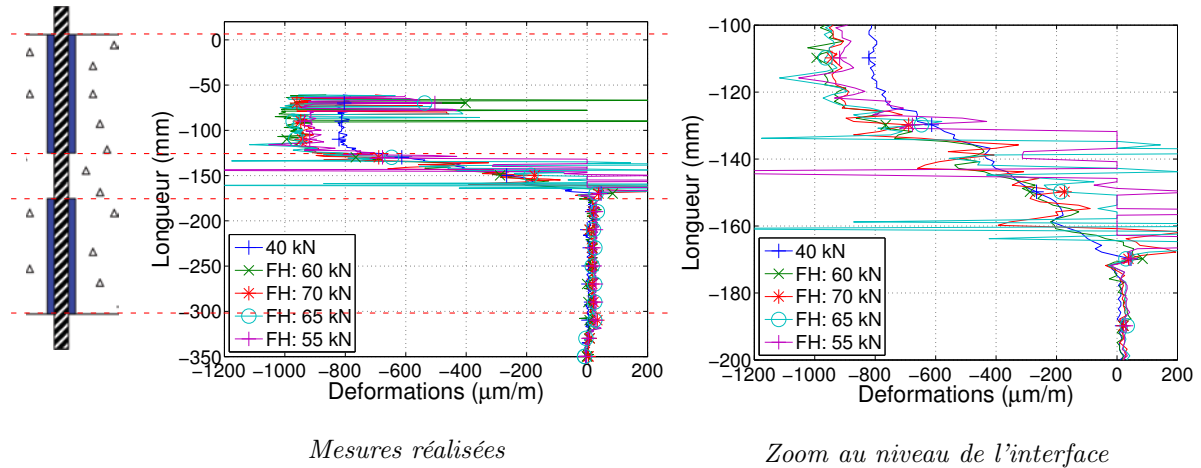 0
−50
−100
−150
−200
−250
−300
−350
Longueur (mm)
−1200 −1000 −800 −600 −400 −200 0 200
Deformations (µm/m)
40 kN
FH: 60 kN
FH: 70 kN
FH: 65 kN
FH: 55 kN
Mesures réalisées
−100
−120
−140
−160
−180
−200
Longueur (mm)
−1200 −1000 −800 −600 −400 −200 0 200
Deformations (µm/m)
40 kN
FH: 60 kN
FH: 70 kN
FH: 65 kN
FH: 55 kN
Zoom au niveau de l'interface